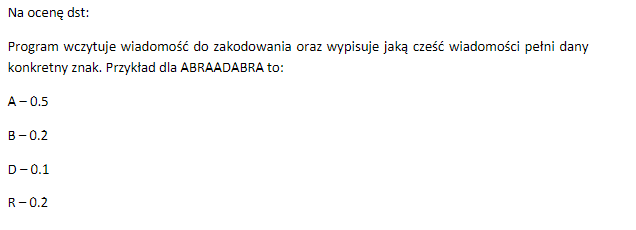 Na ocenę dst:
Program wczytuje wiadomość do zakodowania oraz wypisuje jaką cześć wiadomości pełni dany
konkretny znak. Przykład dla ABRAADABRA to:
A – 0.5
B – 0.2
D – 0.1
R – 0.2